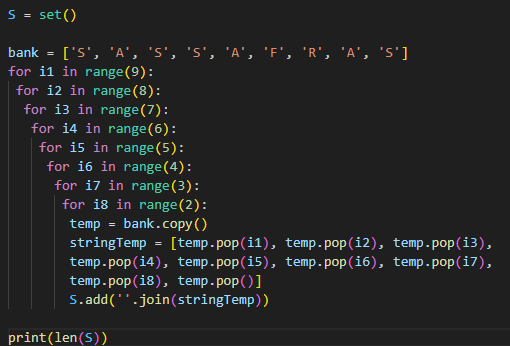 S = set()

bank = ['S', 'A', 'S', 'S', 'A', 'F', 'R', 'A', 'S']
for i1 in range(9):
 for i2 in range(8):
  for i3 in range(7):
   for i4 in range(6):
    for i5 in range(5):
     for i6 in range(4):
      for i7 in range(3):
       for i8 in range(2):
        temp = bank.copy()
        stringTemp = [temp.pop(i1), temp.pop(i2), temp.pop(i3),
        temp.pop(i4), temp.pop(i5), temp.pop(i6), temp.pop(i7),
        temp.pop(i8), temp.pop()]
        S.add(''.join(stringTemp))

print(len(S))